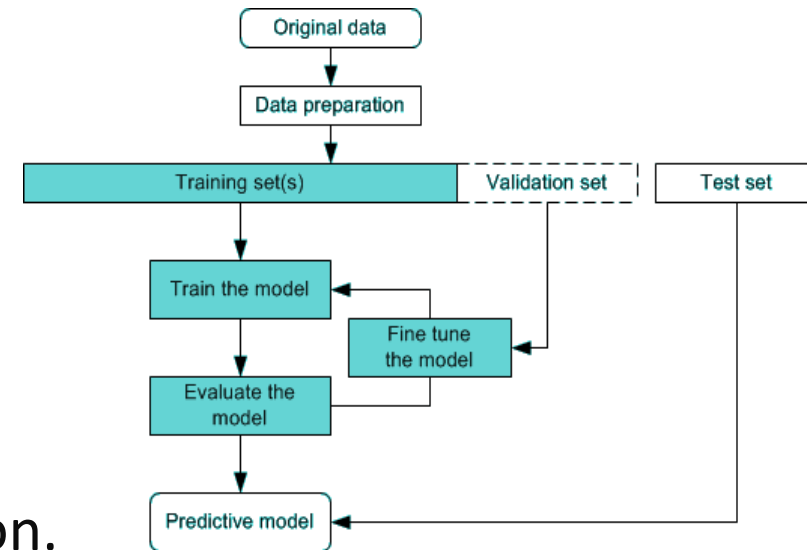 Original data
Data preparation
Training set(s)
Validation set
Test set
Train the model
Fine tune
the model
Evaluate the
model
Predictive model
on.